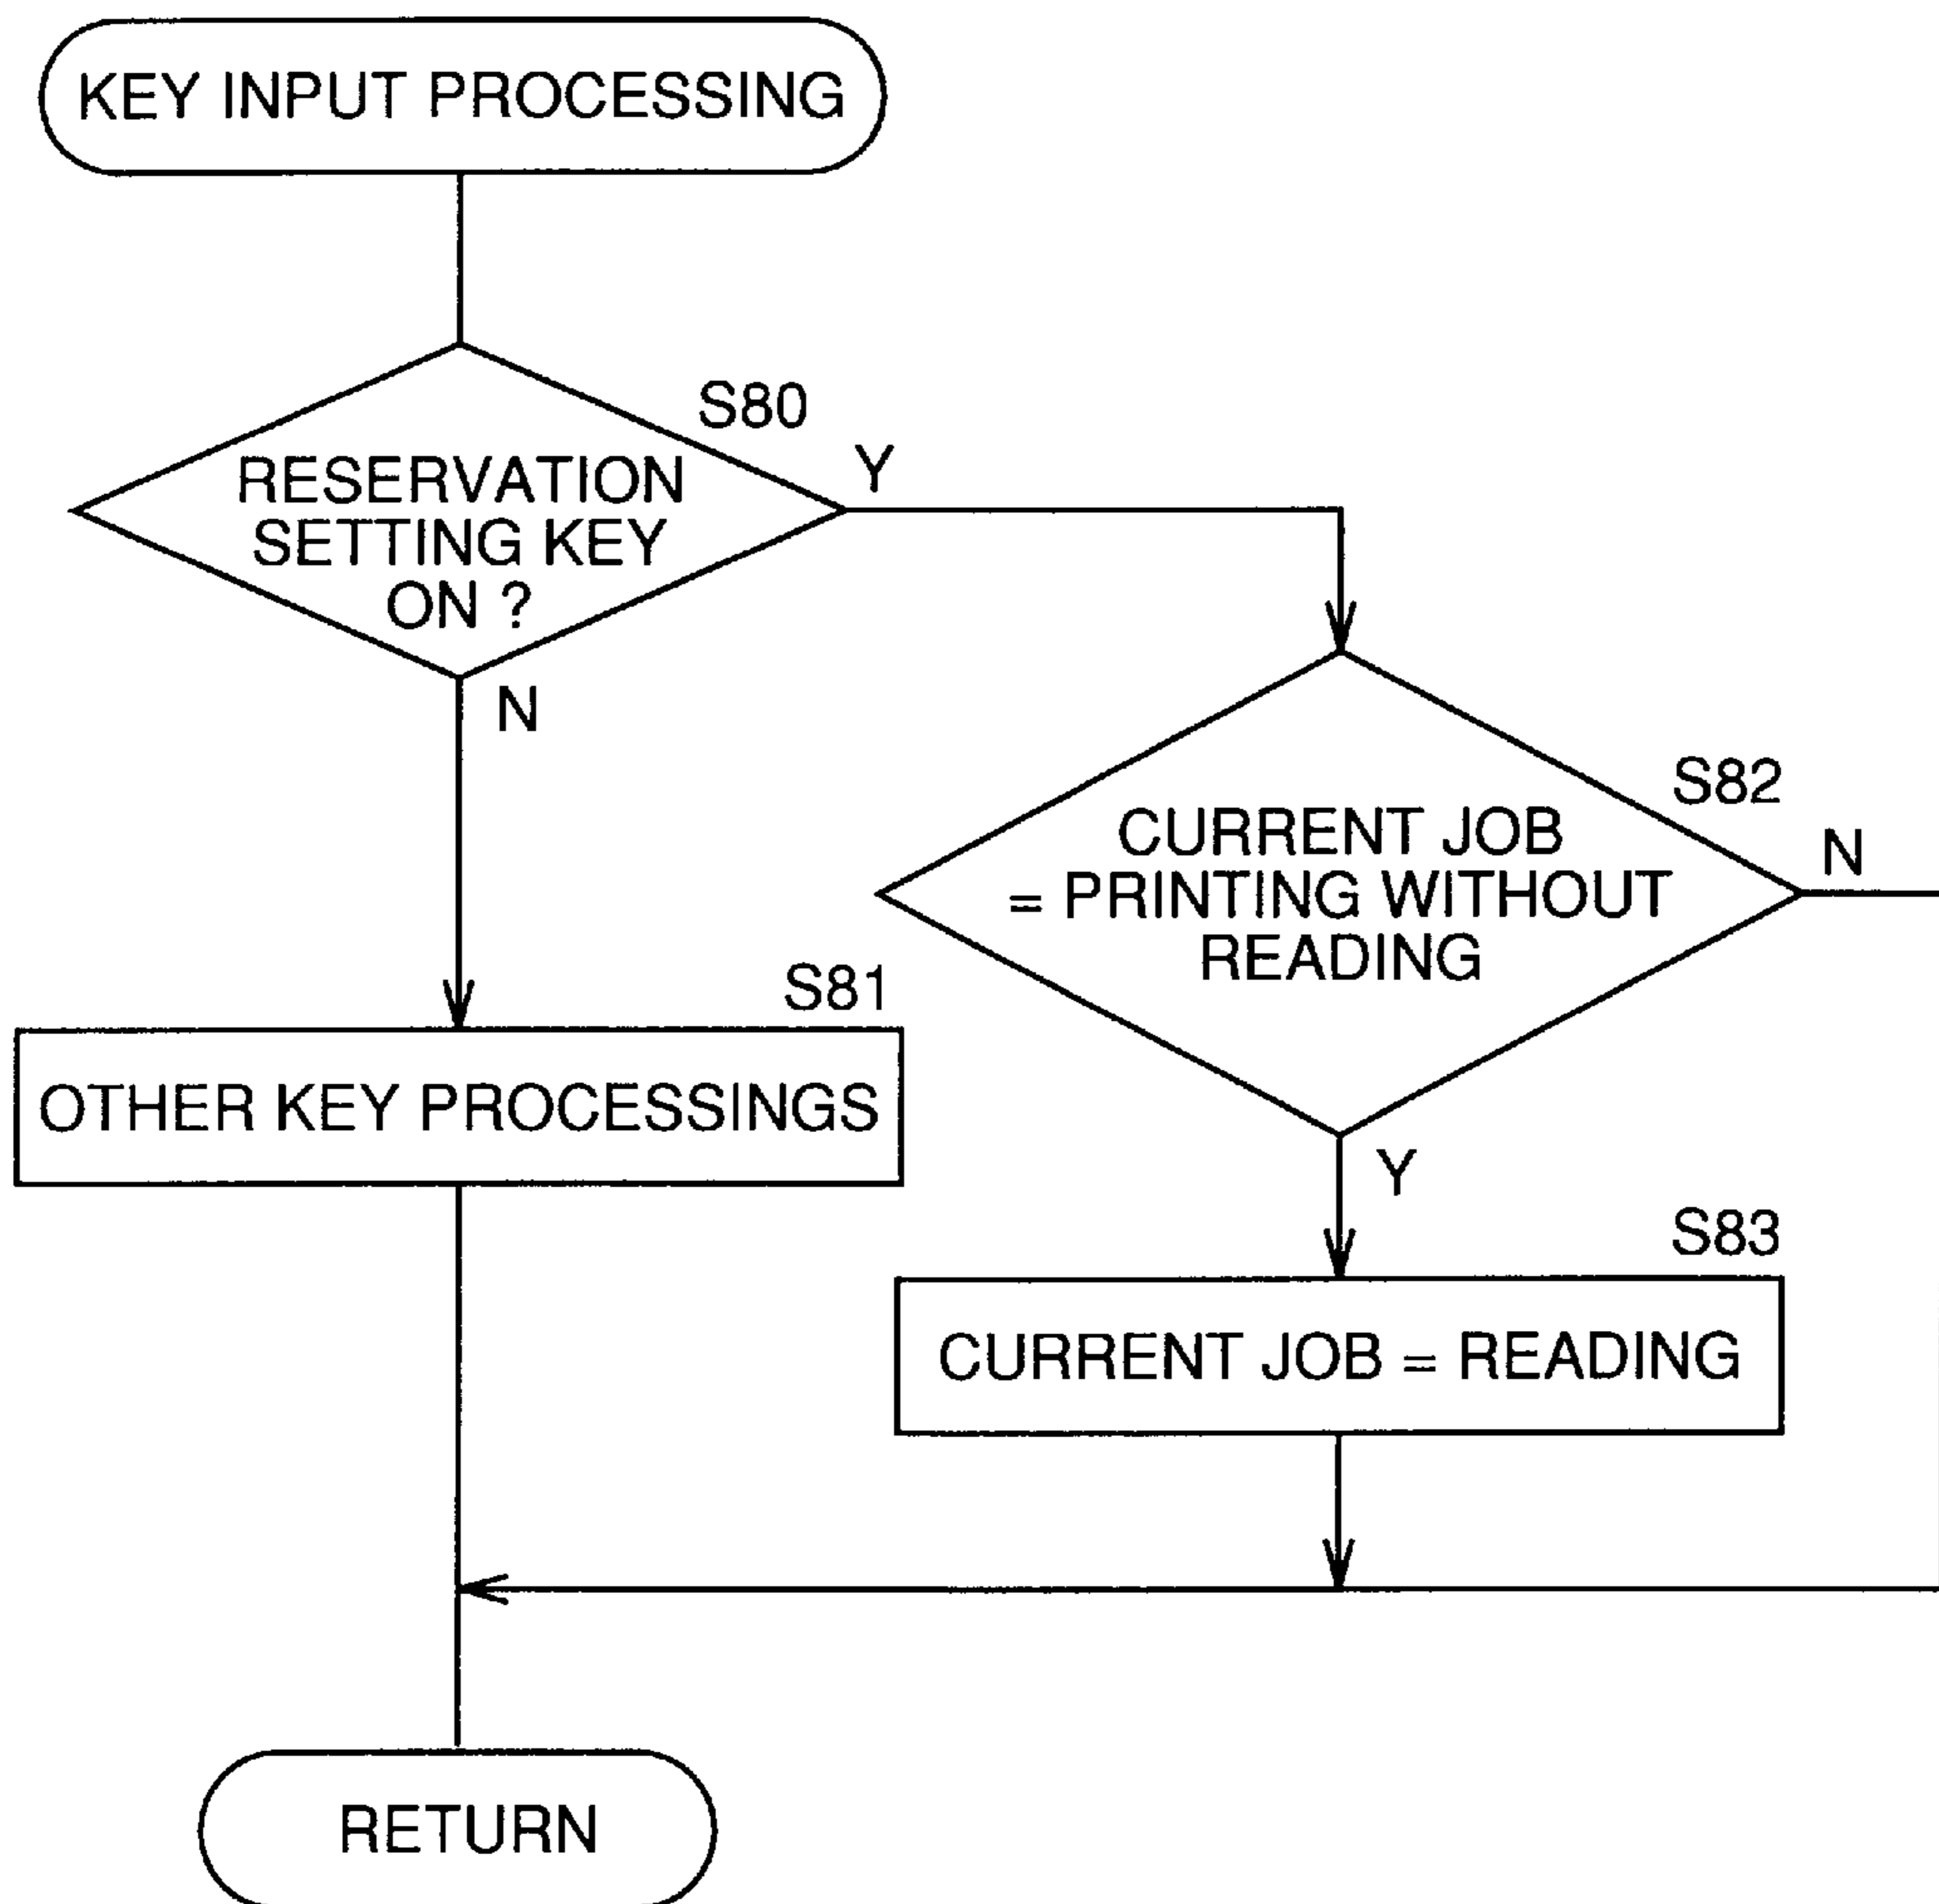 KEY INPUT PROCESSING
S80
Y
RESERVATION
SETTING KEY
ON ?
N
S82
N
CURRENT JOB
= PRINTING WITHOUT
READING
S81
OTHER KEY PROCESSINGS
Y
S83
CURRENT JOB = READING
RETURN